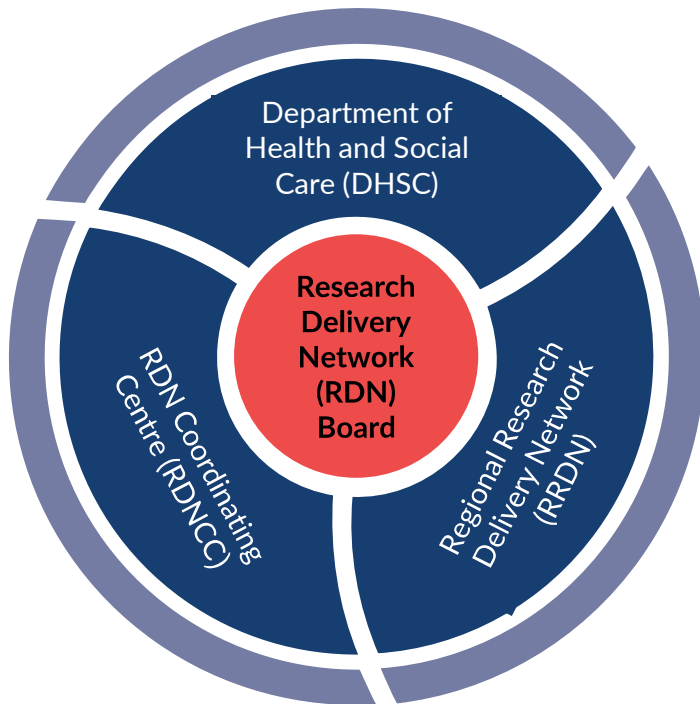 Department of
Health and Social
Care (DHSC)
Research
Delivery
Network
(RDN)
Board
RDN Coordinating
Centre (RDNCC)
Regional Research
Delivery Network
(RRDN)